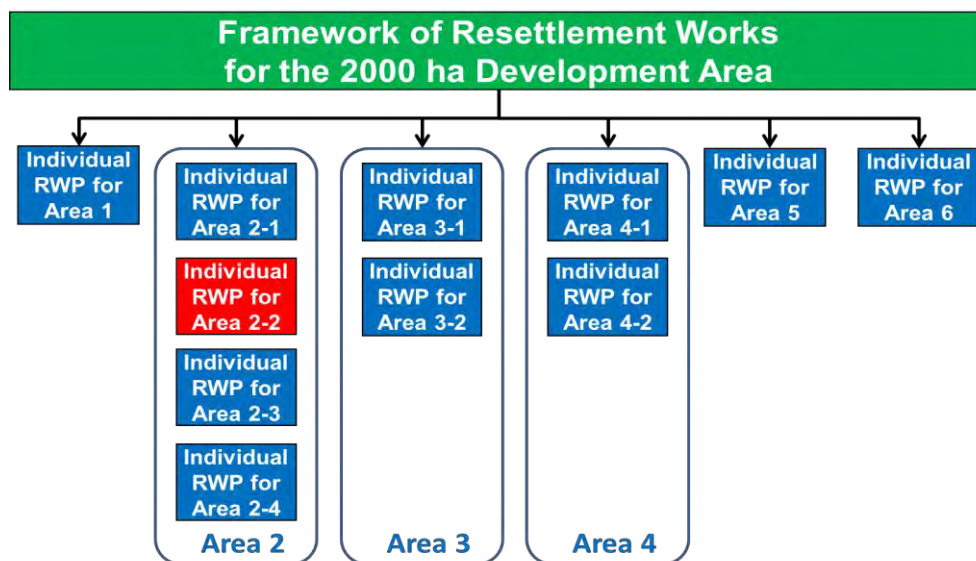 Framework of Resettlement Works
for the 2000 ha Development Area
Individual
RWP for
Area 1
Individual
RWP for
Area 2-1
Individual
RWP for
Area 2-2
Individual
RWP for
Area 2-3
Individual
RWP for
Area 2-4
Area 2
Individual
RWP for
Area 3-1
Individual
RWP for
Area 3-2
Area 3
Individual
RWP for
Area 4-1
Individual
RWP for
Area 4-2
Area 4
Individual
RWP for
Area 5
Individual
RWP for
Area 6